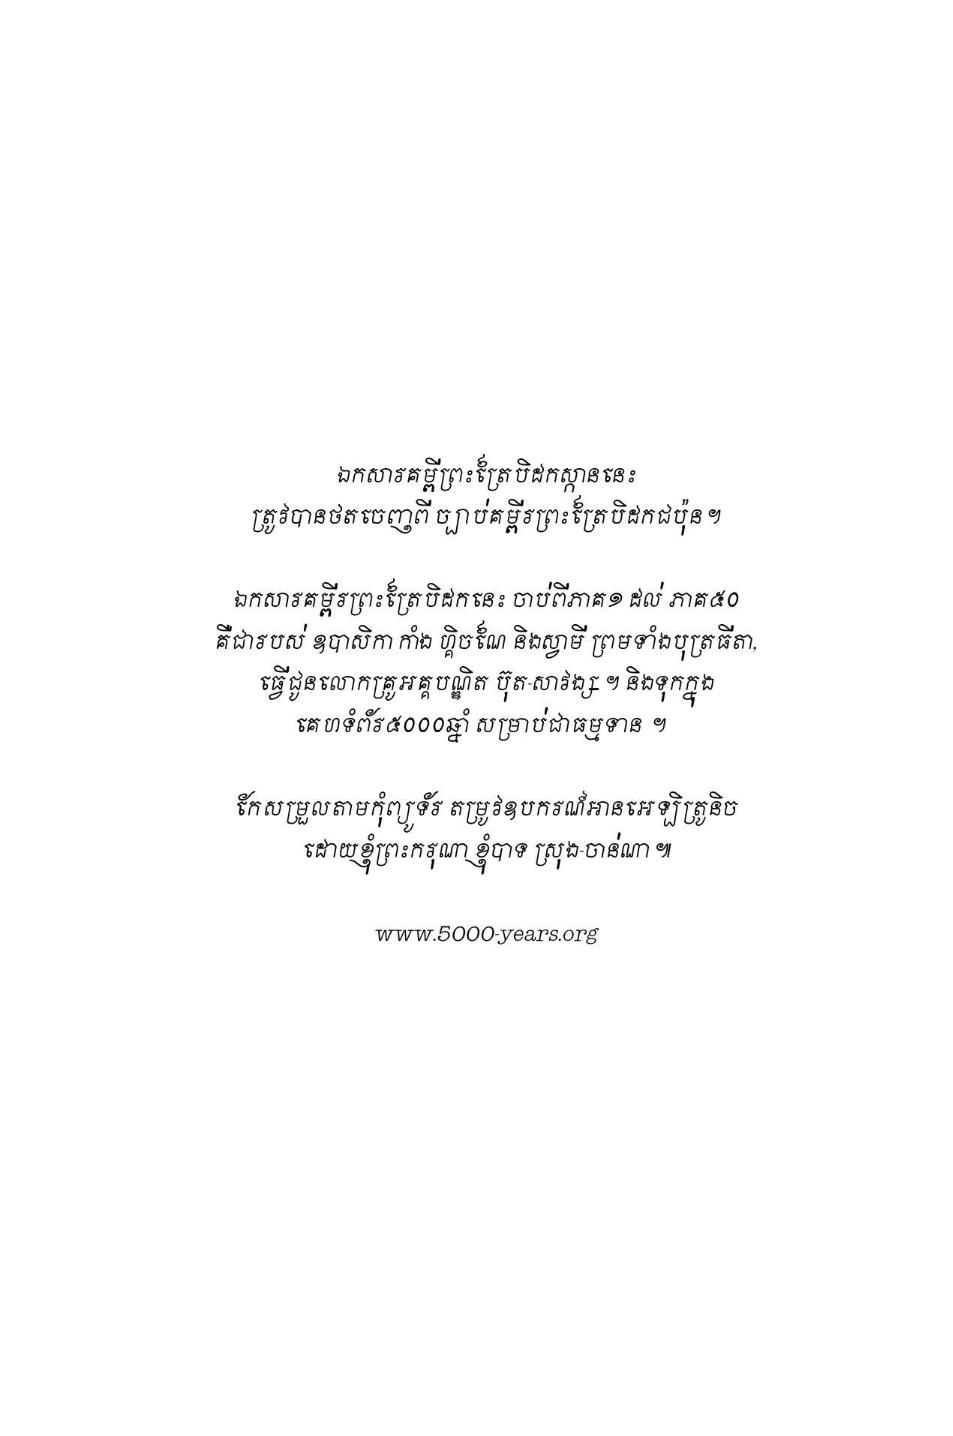 ឯកសារគម្ពីព្រះត្រៃបិដកស្កាននេះ
ត្រូវបានថតចេញពី ច្បាប់គម្ពីរព្រះត្រៃបិដកជប៉ុន។
ឯកសារគម្ពីរព្រះត្រៃបិដកនេះ ចាប់ពីភាគ១ ដល់ ភាគ៥០
គឺជារបស់ ឧបាសិកា កាំង ហ្គិចណៃ និងស្វាមី ព្រមទាំងបុត្រធីតា,
ធ្វើជូនលោកគ្រូអគ្គបណ្ឌិត ប៊ុត-សាវង្ស ។ និងទុកក្នុង
គេហទំព័រ៥០០០ឆ្នាំ សម្រាប់ជាធម្មទាន ។
កែសម្រួលតាមកុំព្យូទ័រ តម្រូវឧបករណ៍អានអេឡិត្រូនិច
ដោយខ្ញុំព្រះករុណា ខ្ញុំបាទ ស្រុង-ចាន់ណា ៕
www.5000-years.org